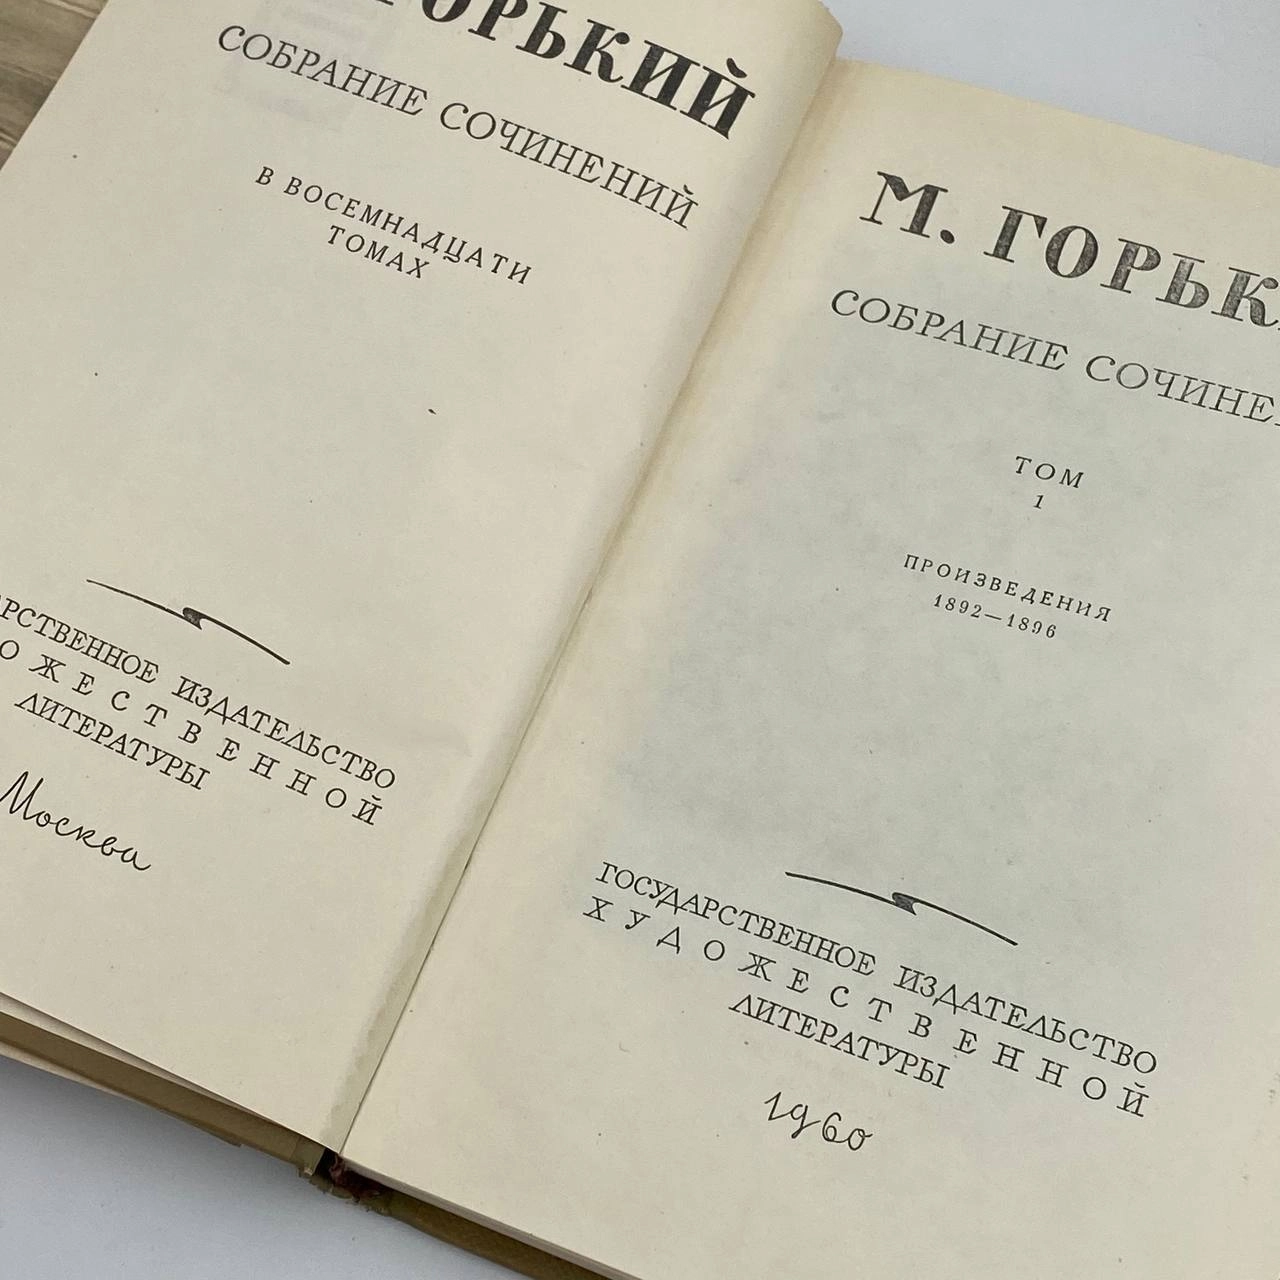 ГОРЬКИЙ
СОБРАНИЕ СОЧИНЕНИЙ
В ВОСЕМНАДЦАТИ
ТОМАХ
ИЗДАТЕЛЬСТВО
ЛИТЕРАТУРЫ
Москва
М. ГОРЬК
СОБРАНИЕ СОЧИНЕ
ТОМ
1
ПРОИЗВЕДЕНИЯ
1892—1896
ГОСУДАРСТВЕННОЕ ИЗДАТЕЛЬСТВО
ХУДОЖЕСТВЕННОЙ
ЛИТЕРАТУРЫ
1960